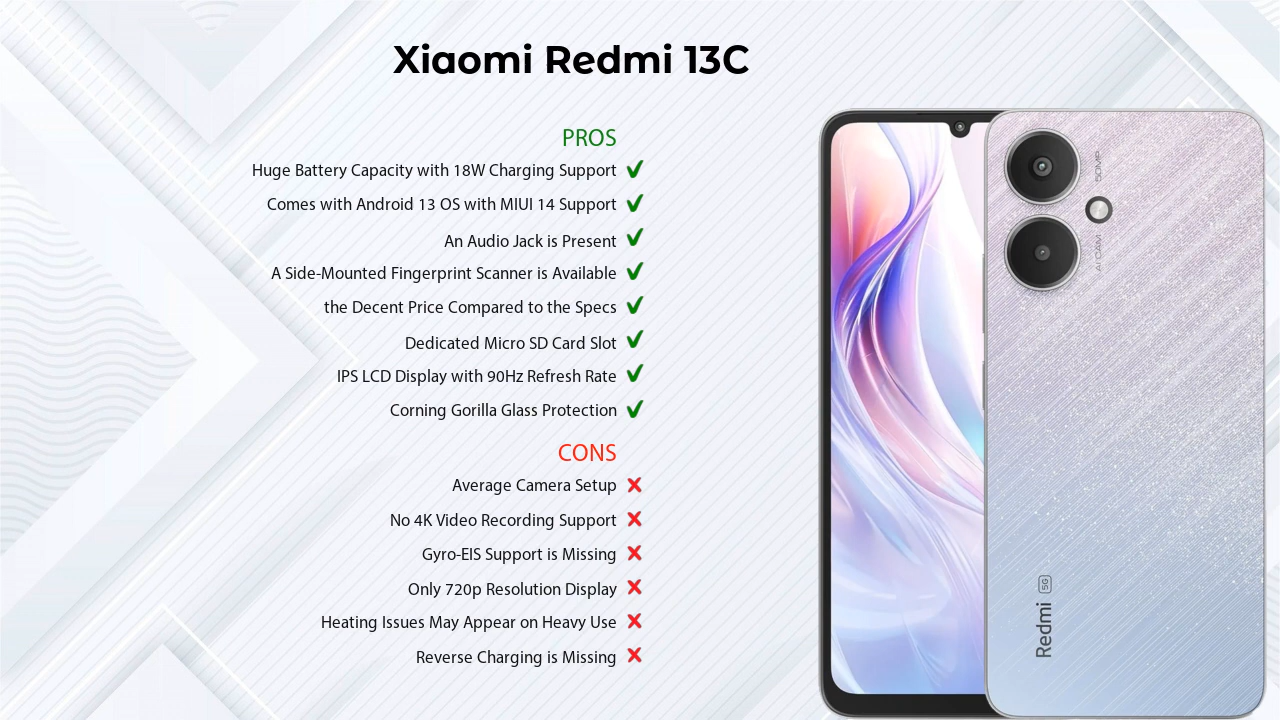 Xiaomi Redmi 13C
PROS
Huge Battery Capacity with 18W Charging Support
Comes with Android 13 OS with MIUI 14 Support
An Audio Jack is Present
A Side-Mounted Fingerprint Scanner is Available
the Decent Price Compared to the Specs
Dedicated Micro SD Card Slot
IPS LCD Display with 90Hz Refresh Rate
Corning Gorilla Glass Protection
CONS
Average Camera Setup
No 4K Video Recording Support
Gyro-EIS Support is Missing
Only 720p Resolution Display
Heating Issues May Appear on Heavy Use
Reverse Charging is Missing
50MP
AI CAM
Redmi 5G